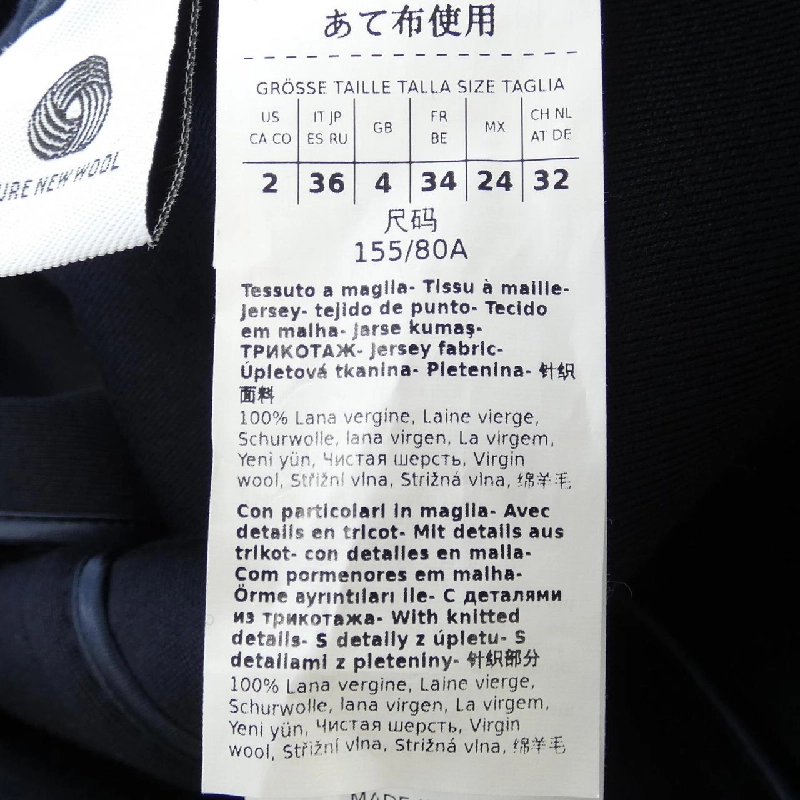 URE NEW WOOL
あて布使用
GRÖSSE TAILLE TALLA SIZE TAGLIA
US CA CO
IT JP ES RU
GB
FR BE
MX
CH NL AT DE
2 36 4 34 24 32
尺码
155/80A
Tessuto a maglia- Tissu à maille-
Jersey- tejido de punto- Tecido
em malha- Jarse kumaş-
ТРИКОТАЖ- Jersey fabric-
Úpletová tkanina- Pletenina- 针织
面料
100% Lana vergine, Laine vierge,
Schurwolle, lana virgen, La virgem,
Yeni yün, Чистая шерсть, Virgin
wool, Střižní vlna, Strižná vlna, 绵羊毛
Con particolari in maglia- Avec
details en tricot- Mit details aus
trikot- con detalles en malla-
Com pormenores em malha-
Örme ayrıntıları ile- С деталями
из трикотажа- With knitted
details- S detaily z úpletu- S
detailami z pleteniny- 针织部分
100% Lana vergine, Laine vierge,
Schurwolle, lana virgen, La virgem,
Yeni yün, Чистая шерсть, Virgin
wool, Střižní vlna, Strižná vlna, 绵羊毛
MADE